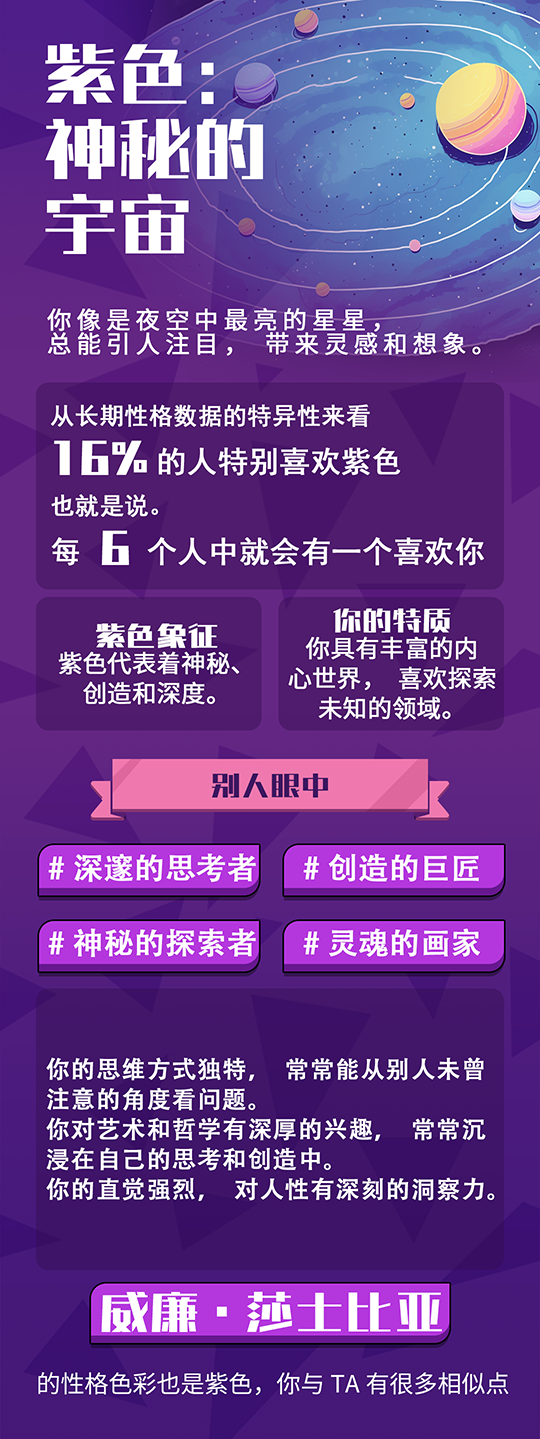 紫色：
神秘的
宇宙
你像是夜空中最亮的星星，
总能引人注目， 带来灵感和想象。
从长期性格数据的特异性来看
16% 的人特别喜欢紫色
也就是说。
每 6 个人中就会有一个喜欢你
紫色象征
紫色代表着神秘、
创造和深度。
你的特质
你具有丰富的内
心世界， 喜欢探索
未知的领域。
别人眼中
# 深邃的思考者
# 创造的巨匠
# 神秘的探索者
# 灵魂的画家
你的思维方式独特， 常常能从别人未曾
注意的角度看问题。
你对艺术和哲学有深厚的兴趣， 常常沉
浸在自己的思考和创造中。
你的直觉强烈， 对人性有深刻的洞察力。
威廉·莎士比亚
的性格色彩也是紫色，你与 TA 有很多相似点